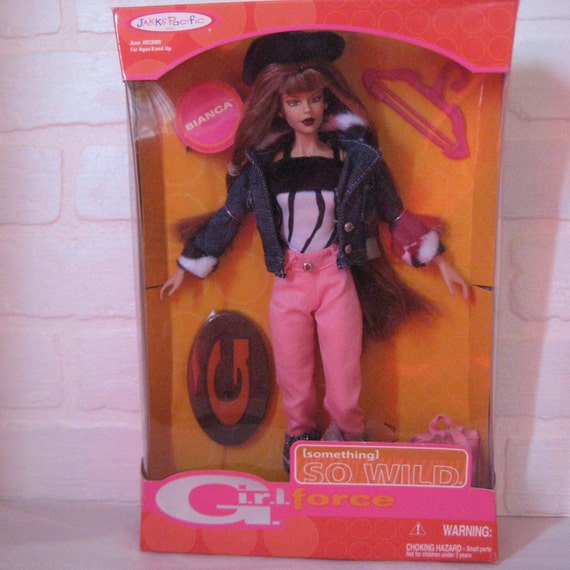 JAKKS Pacific
For Ages 8 and Up.
BIANCA
G
[something]
SO WILD
G.i.r.l.force
WARNING:
CHOKING HAZARD - Small parts
Not for children under 3 years